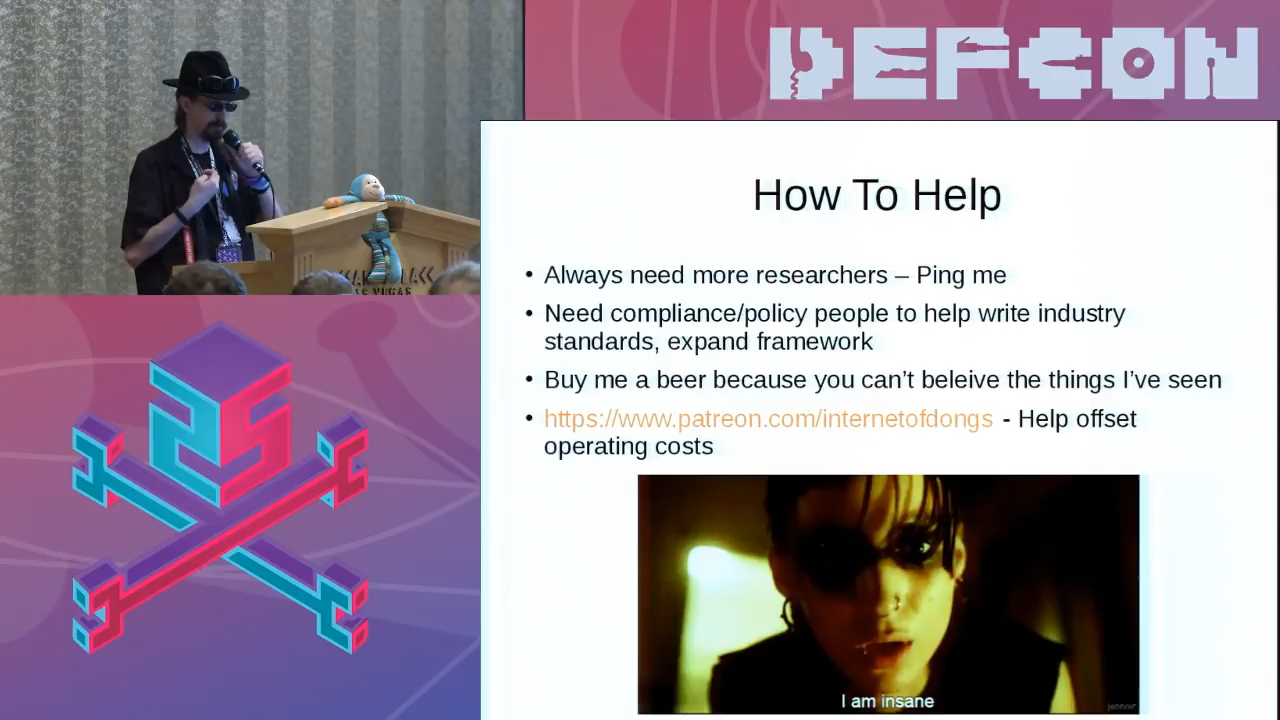 DEFCON
How To Help
• Always need more researchers – Ping me
• Need compliance/policy people to help write industry
standards, expand framework
• Buy me a beer because you can’t beleive the things I’ve seen
• https://www.patreon.com/internetofdongs - Help offset
operating costs
I am insane
LAS VEGAS